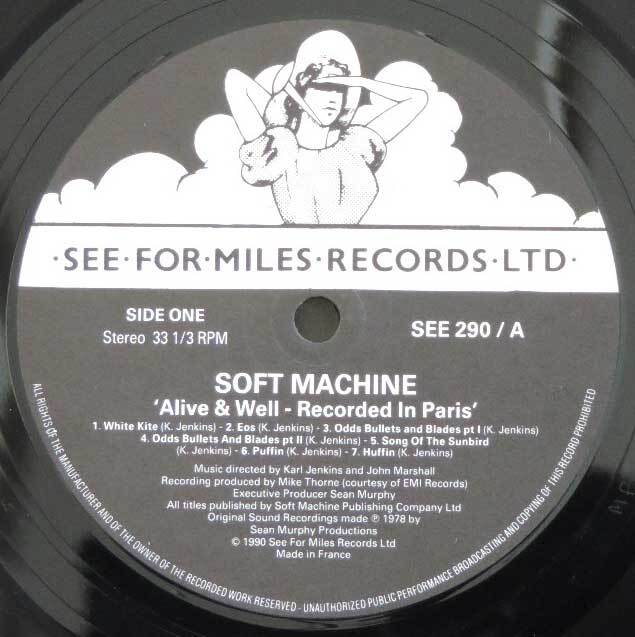 ·SEE·FOR·MILES·RECORDS·LTD·
SIDE ONE
Stereo 33 1/3 RPM
SEE 290 / A
SOFT MACHINE
'Alive & Well - Recorded In Paris'
1. White Kite (K. Jenkins) - 2. Eos (K. Jenkins) - 3. Odds Bullets and Blades pt I (K. Jenkins)
4. Odds Bullets And Blades pt II (K. Jenkins) - 5. Song Of The Sunbird
(K. Jenkins) - 6. Puffin (K. Jenkins) - 7. Huffin (K. Jenkins)
Music directed by Karl Jenkins and John Marshall
Recording produced by Mike Thorne (courtesy of EMI Records)
Executive Producer Sean Murphy
All titles published by Soft Machine Publishing Company Ltd
Original Sound Recordings made ℗ 1978 by
Sean Murphy Productions
© 1990 See For Miles Records Ltd
Made in France
ALL RIGHTS OF THE MANUFACTURER AND OF THE OWNER OF THE RECORDED WORK RESERVED - UNAUTHORIZED PUBLIC PERFORMANCE BROADCASTING AND COPYING OF THIS RECORD PROHIBITED